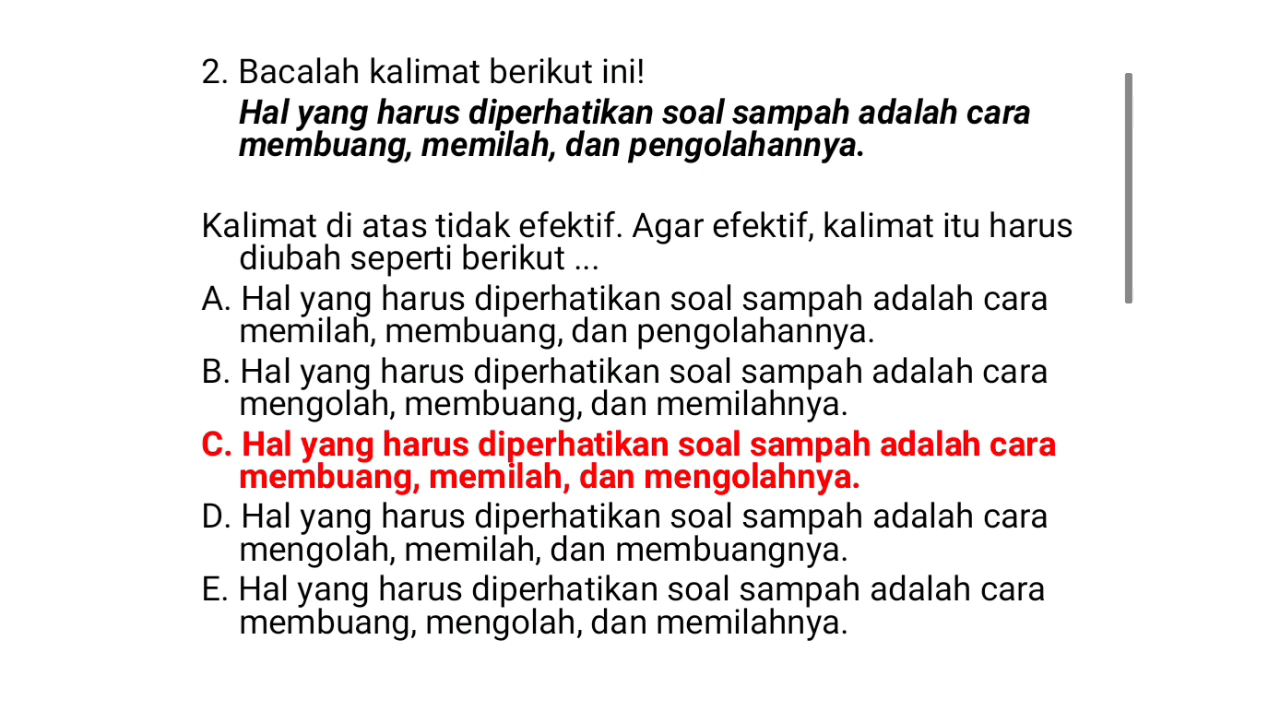 2. Bacalah kalimat berikut ini!
Hal yang harus diperhatikan soal sampah adalah cara
membuang, memilah, dan pengolahannya.
Kalimat di atas tidak efektif. Agar efektif, kalimat itu harus
diubah seperti berikut ...
A. Hal yang harus diperhatikan soal sampah adalah cara
memilah, membuang, dan pengolahannya.
B. Hal yang harus diperhatikan soal sampah adalah cara
mengolah, membuang, dan memilahnya.
C. Hal yang harus diperhatikan soal sampah adalah cara
membuang, memilah, dan mengolahnya.
D. Hal yang harus diperhatikan soal sampah adalah cara
mengolah, memilah, dan membuangnya.
E. Hal yang harus diperhatikan soal sampah adalah cara
membuang, mengolah, dan memilahnya.